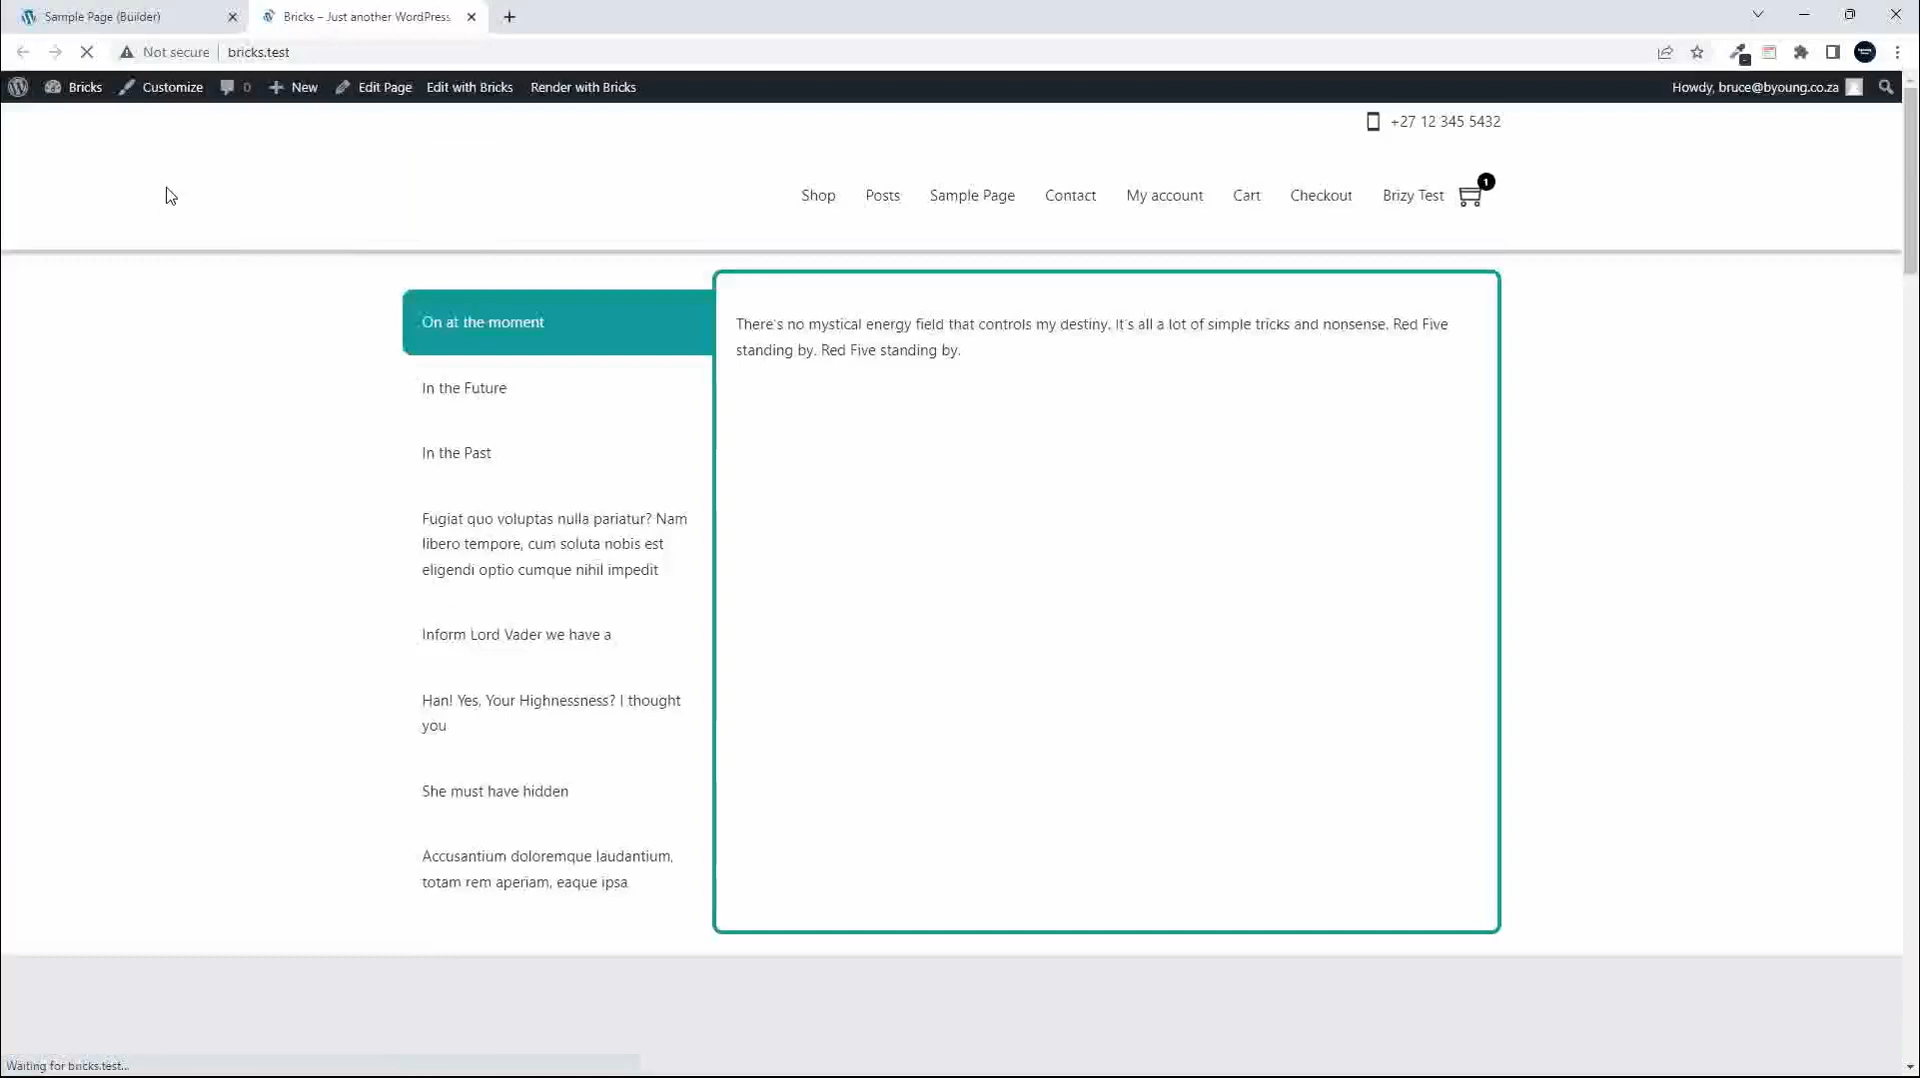 Sample Page (Builder)
Bricks – Just another WordPress
Not secure
bricks.test
Bricks
Customize
0
New
Edit Page
Edit with Bricks
Render with Bricks
Howdy, bruce@byoung.co.za
+27 12 345 5432
Shop
Posts
Sample Page
Contact
My account
Cart
Checkout
Brizy Test
1
On at the moment
In the Future
In the Past
Fugiat quo voluptas nulla pariatur? Nam
libero tempore, cum soluta nobis est
eligendi optio cumque nihil impedit
Inform Lord Vader we have a
Han! Yes, Your Highnessness? I thought
you
She must have hidden
Accusantium doloremque laudantium,
totam rem aperiam, eaque ipsa
There's no mystical energy field that controls my destiny. It's all a lot of simple tricks and nonsense. Red Five
standing by. Red Five standing by.
Waiting for bricks.test...